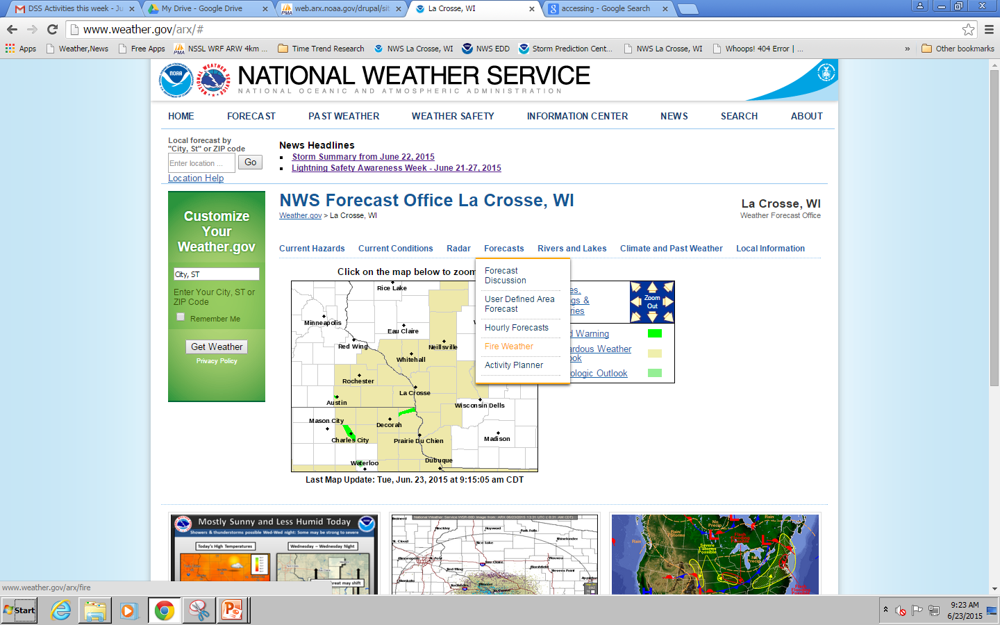 DSS Activities this week - Ju
My Drive - Google Drive
web.arx.noaa.gov/drupal/sit
La Crosse, WI
accessing - Google Search
www.weather.gov/arx/#
Apps
Weather,News
Free Apps
NSSL WRF ARW 4km ...
Time Trend Research
NWS La Crosse, WI
NWS EDD
Storm Prediction Cent...
NWS La Crosse, WI
Whoops! 404 Error | ...
»
Other bookmarks
NOAA
NATIONAL WEATHER SERVICE
NATIONAL OCEANIC AND ATMOSPHERIC ADMINISTRATION
HOME
FORECAST
PAST WEATHER
WEATHER SAFETY
INFORMATION CENTER
NEWS
SEARCH
ABOUT
Local forecast by
"City, St" or ZIP code
Enter location ...
Go
Location Help
News Headlines
Storm Summary from June 22, 2015
Lightning Safety Awareness Week - June 21-27, 2015
Customize
Your
Weather.gov
City, ST
Enter Your City, ST or
ZIP Code
Remember Me
Get Weather
Privacy Policy
NWS Forecast Office La Crosse, WI
Weather.gov > La Crosse, WI
La Crosse, WI
Weather Forecast Office
Current Hazards
Current Conditions
Radar
Forecasts
Rivers and Lakes
Climate and Past Weather
Local Information
Forecast
Discussion
User Defined Area
Forecast
Hourly Forecasts
Fire Weather
Activity Planner
Click on the map below to zoom
Rice Lake
Minneapolis
Eau Claire
Red Wing
Neillsville
Whitehall
Rochester
La Crosse
Austin
Wisconsin Dells
Mason City
Decorah
Charles City
Prairie Du Chien
Madison
Waterloo
Dubuque
es,
gs &
ries
Zoom
Out
d Warning
ardous Weather
ook
ologic Outlook
Last Map Update: Tue, Jun. 23, 2015 at 9:15:05 am CDT
Mostly Sunny and Less Humid Today
Showers & thunderstorms possible Wed-Wed night: Some may be strong to severe
Today's High Temperatures
Wednesday – Wednesday Night
reat may shift
Rain
No
Precip
Rain/
T'Storms
Severe
T'Storms
Possible
Rain
www.weather.gov/arx/fire
Start
9:23 AM
6/23/2015